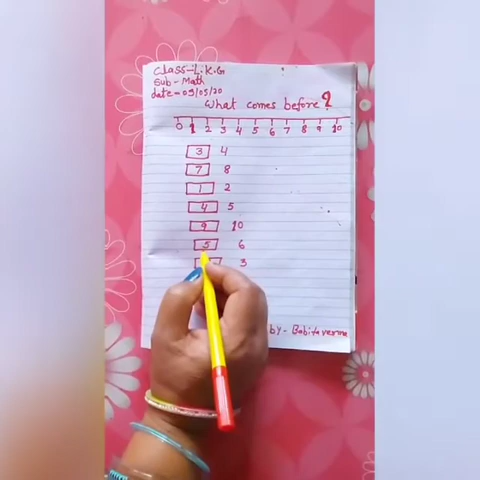 Class-L.K.G
Sub-Math
date=09/05/20
What comes before ?
0 1 2 3 4 5 6 7 8 9 10
3 4
7 8
1 2
4 5
9 10
5 6
3
by- Babita verma